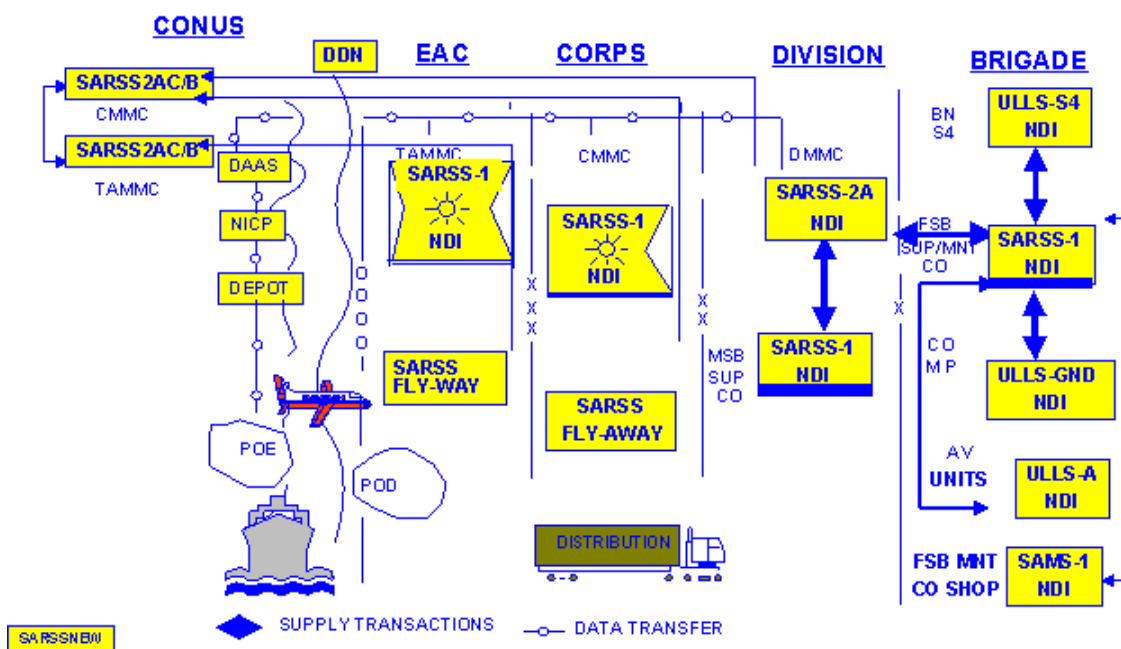 CONUS
DDN
EAC
CORPS
DIVISION
BRIGADE
SARSS2AC/B
CMMC
SARSS2AC/B
TAMMC
DAAS
NICP
DEPOT
POE
POD
TAMMC
SARSS-1
NDI
SARSS
FLY-WAY
CMMC
SARSS-1
NDI
SARSS
FLY-AWAY
DISTRIBUTION
X
X
X
X
X
DMMC
SARSS-2A
NDI
MSB
SUP
CO
SARSS-1
NDI
X
BN
S4
ULLS-S4
NDI
FSB
SUP/MNT
CO
SARSS-1
NDI
CO
M P
ULLS-GND
NDI
AV
UNITS
ULLS-A
NDI
FSB MNT
CO SHOP
SAMS-1
NDI
SUPPLY TRANSACTIONS
DATA TRANSFER
SARSSNEW